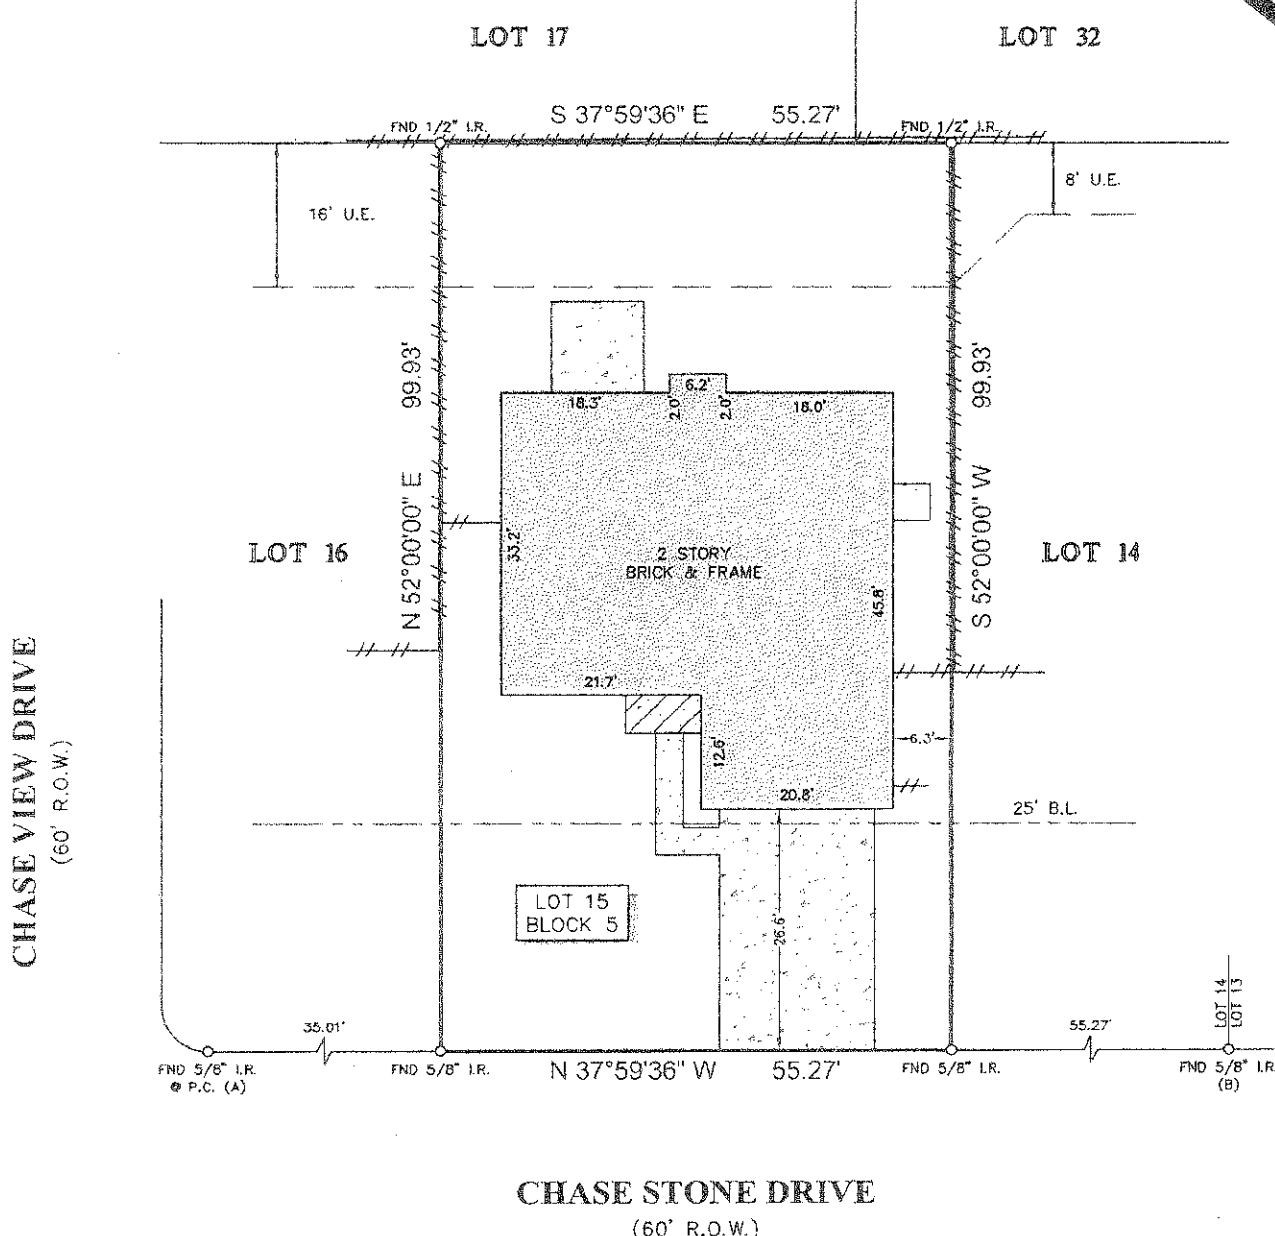 LOT 17
LOT 32
S 37°59'36" E 55.27'
FND 1/2" I.R.
FND 1/2" I.R.
16' U.E.
8' U.E.
N 52°00'00" E 99.93'
S 52°00'00" W 99.93'
6.2'
18.3'
2.0'
2.0'
18.0'
LOT 16
33.2'
2 STORY
BRICK & FRAME
45.8'
LOT 14
21.7'
12.6'
6.3'
20.8'
25' B.L.
CHASE VIEW DRIVE
(60' R.O.W.)
LOT 15
BLOCK 5
26.6'
LOT 14
LOT 13
35.01'
55.27'
FND 5/8" I.R.
@ P.C. (A)
FND 5/8" I.R.
N 37°59'36" W 55.27'
FND 5/8" I.R.
FND 5/8" I.R.
(B)
CHASE STONE DRIVE
(60' R.O.W.)